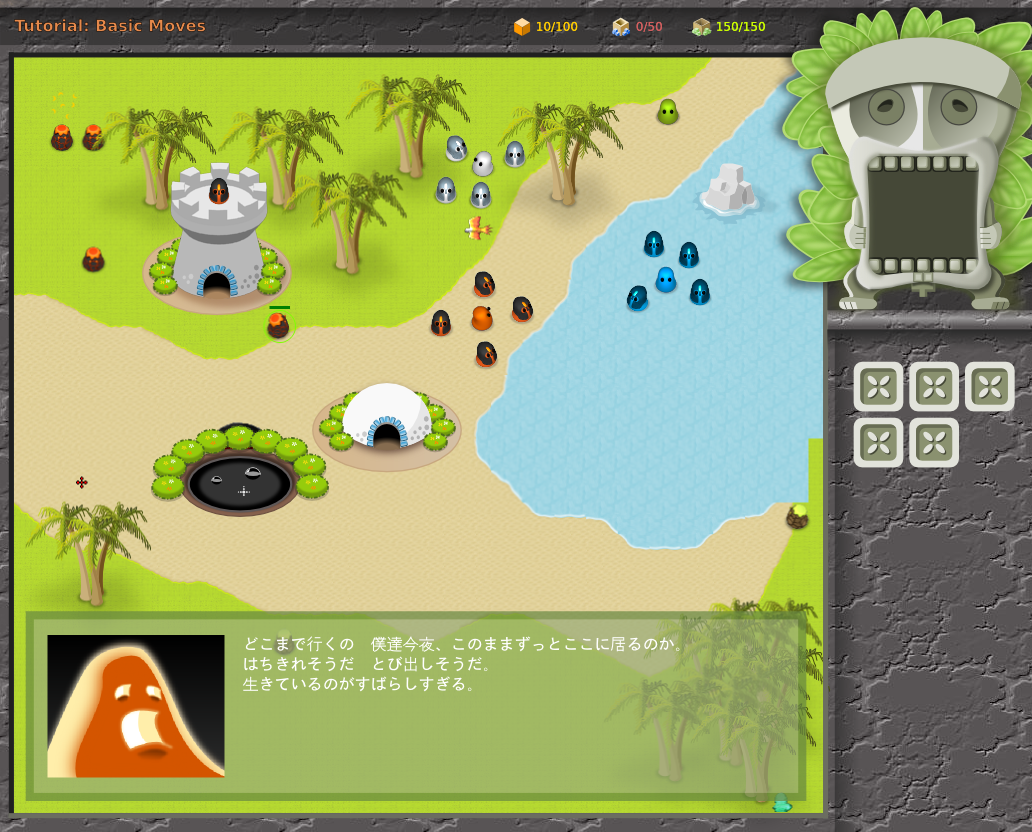 Tutorial: Basic Moves
10/100
0/50
150/150
どこまで行くの　僕達今夜、このままずっとここに居るのか。
はちきれそうだ　とび出しそうだ。
生きているのがすばらしすぎる。